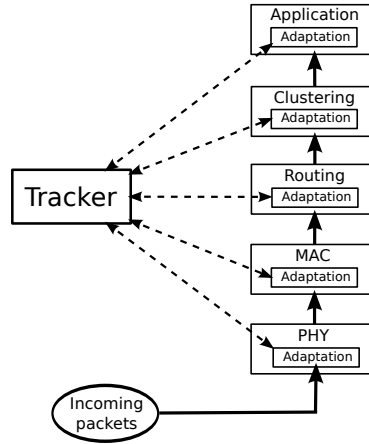 Application
Adaptation
Clustering
Adaptation
Tracker
Routing
Adaptation
MAC
Adaptation
PHY
Adaptation
Incoming
packets